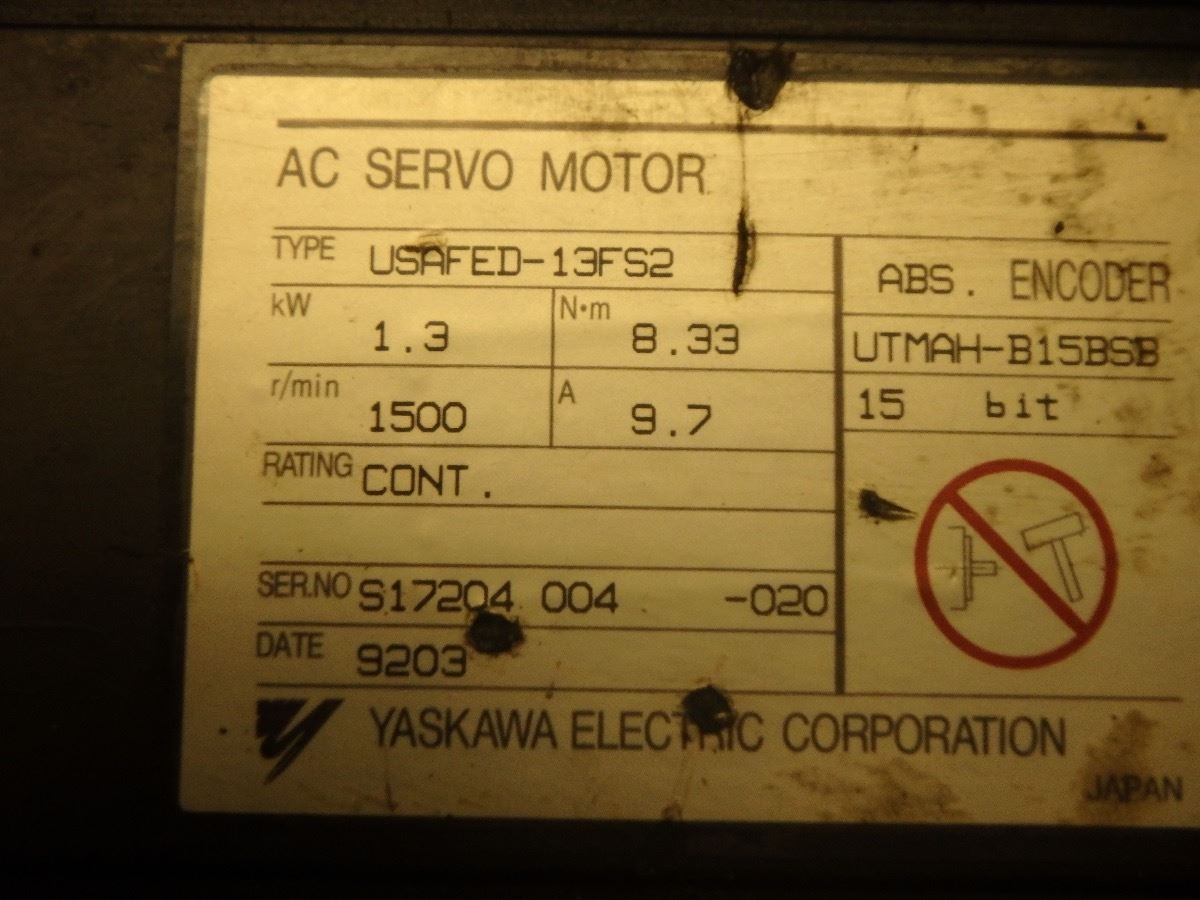 AC SERVO MOTOR
TYPE USAFED-13FS2
ABS. ENCODER
kW 1.3 N·m 8.33
UTMAH-B15BSB
r/min 1500 A 9.7
15 bit
RATING CONT.
SER.NO S17204 004 -020
DATE 9203
YASKAWA ELECTRIC CORPORATION
JAPAN